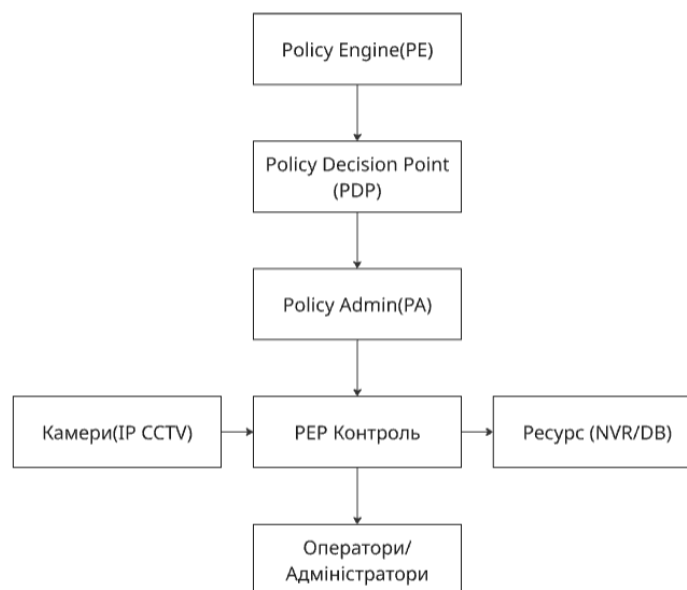 Policy Engine(PE)
Policy Decision Point
(PDP)
Policy Admin(PA)
Камери(IP CCTV)
PEP Контроль
Ресурс (NVR/DB)
Оператори/
Адміністратори